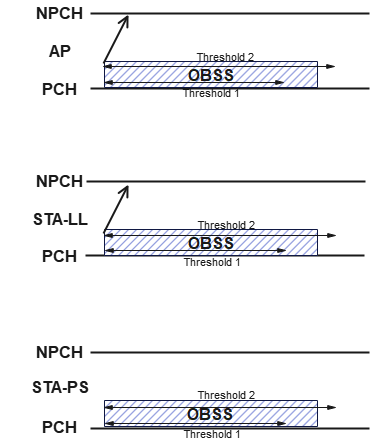 NPCH
AP
Threshold 2
OBSS
PCH
Threshold 1
NPCH
STA-LL
Threshold 2
OBSS
PCH
Threshold 1
NPCH
STA-PS
Threshold 2
OBSS
PCH
Threshold 1